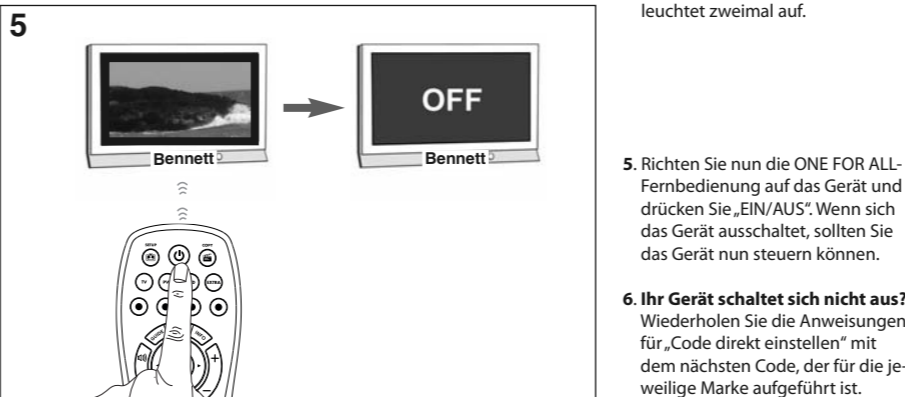 5
OFF
Bennett
Bennett
SETUP
COPY
TV
EXTRA
GUIDE
INFO
leuchtet zweimal auf.
5. Richten Sie nun die ONE FOR ALL-
Fernbedienung auf das Gerät und
drücken Sie „EIN/AUS“. Wenn sich
das Gerät ausschaltet, sollten Sie
das Gerät nun steuern können.
6. Ihr Gerät schaltet sich nicht aus?
Wiederholen Sie die Anweisungen
für „Code direkt einstellen“ mit
dem nächsten Code, der für die je-
weilige Marke aufgeführt ist.